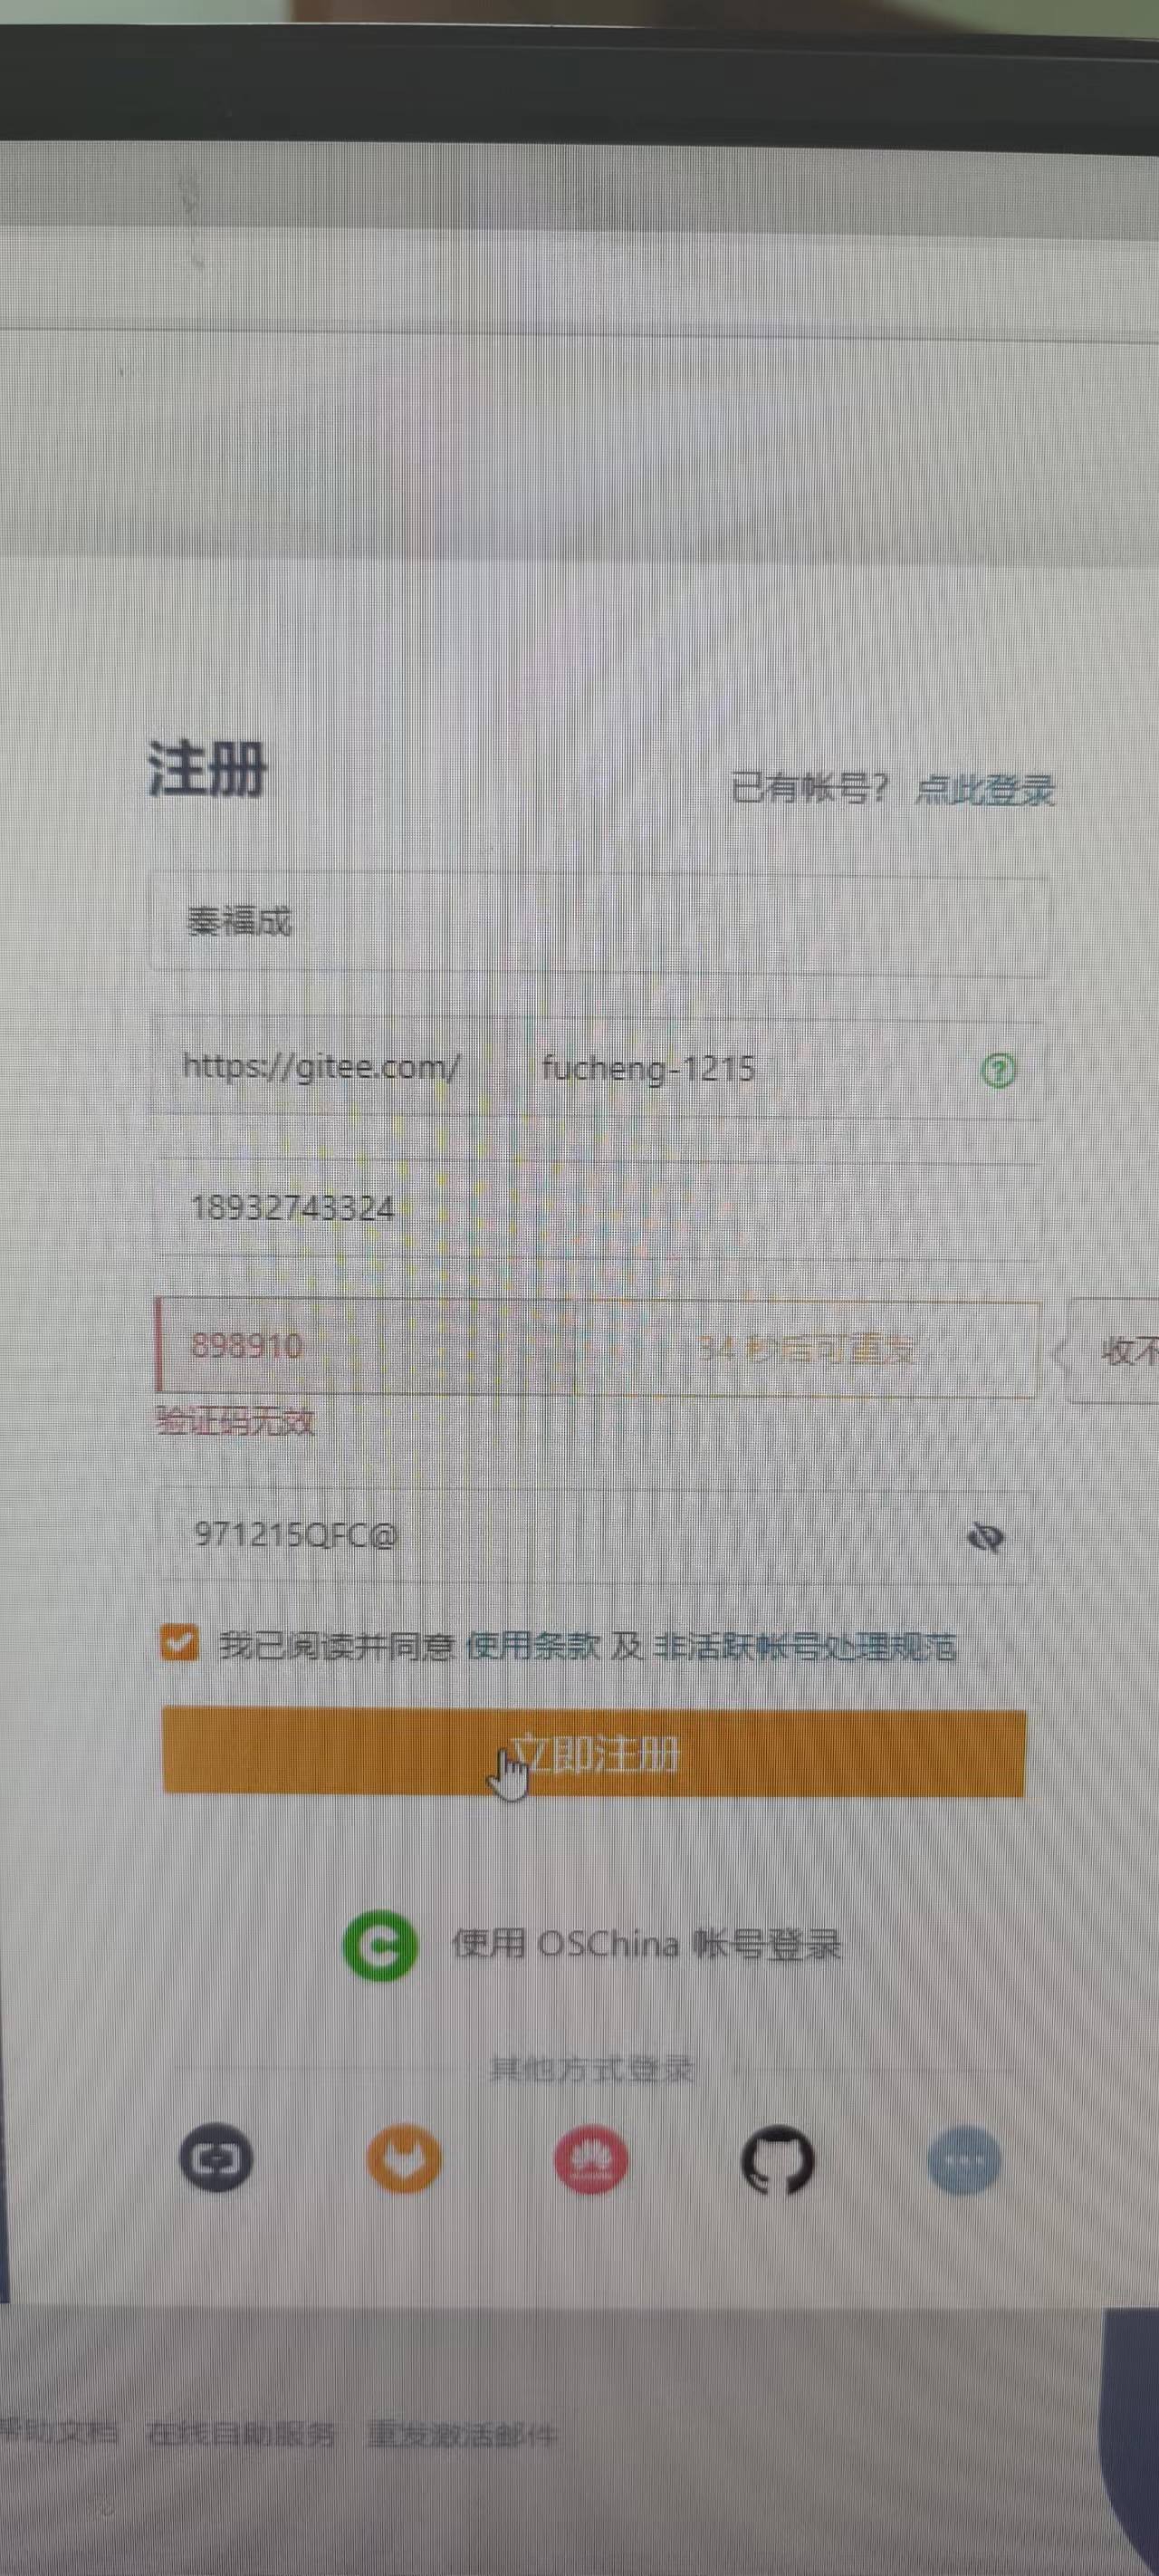 注册
已有帐号? 点此登录
秦福成
https://gitee.com/ fucheng-1215
18932743324
898910 34 秒后可重发 收不
验证码无效
971215QFC@
我已阅读并同意 使用条款 及 非活跃帐号处理规范
立即注册
使用 OSChina 帐号登录
其他方式登录
帮助文档 在线自助服务 重发激活邮件